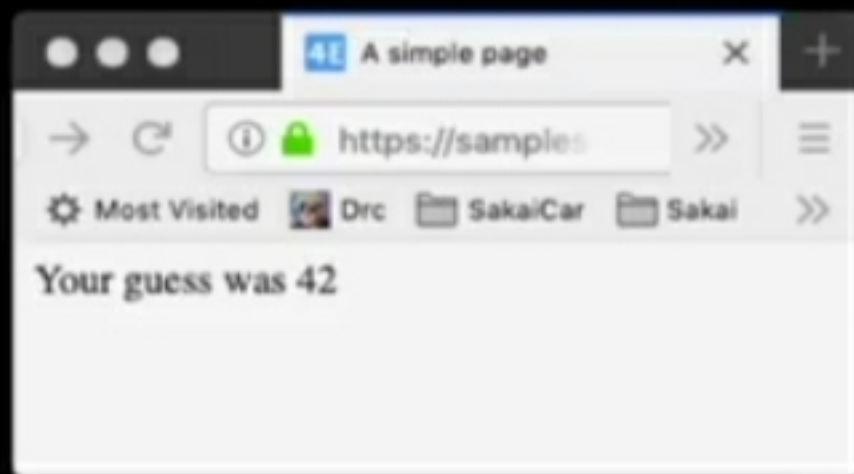 4E A simple page
https://samples
Most Visited Drc SakaiCar Sakai
Your guess was 42